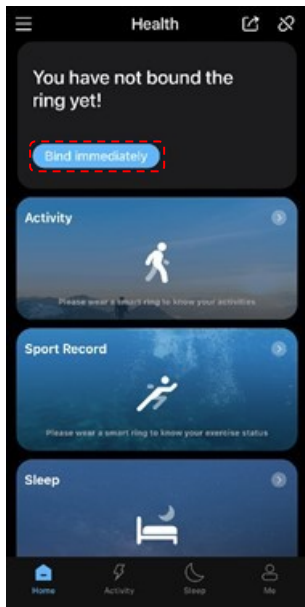 Health
You have not bound the
ring yet!
Bind immediately
Activity
Please wear a smart ring to know your activities
Sport Record
Please wear a smart ring to know your exercise status
Sleep
Home
Activity
Sleep
Me